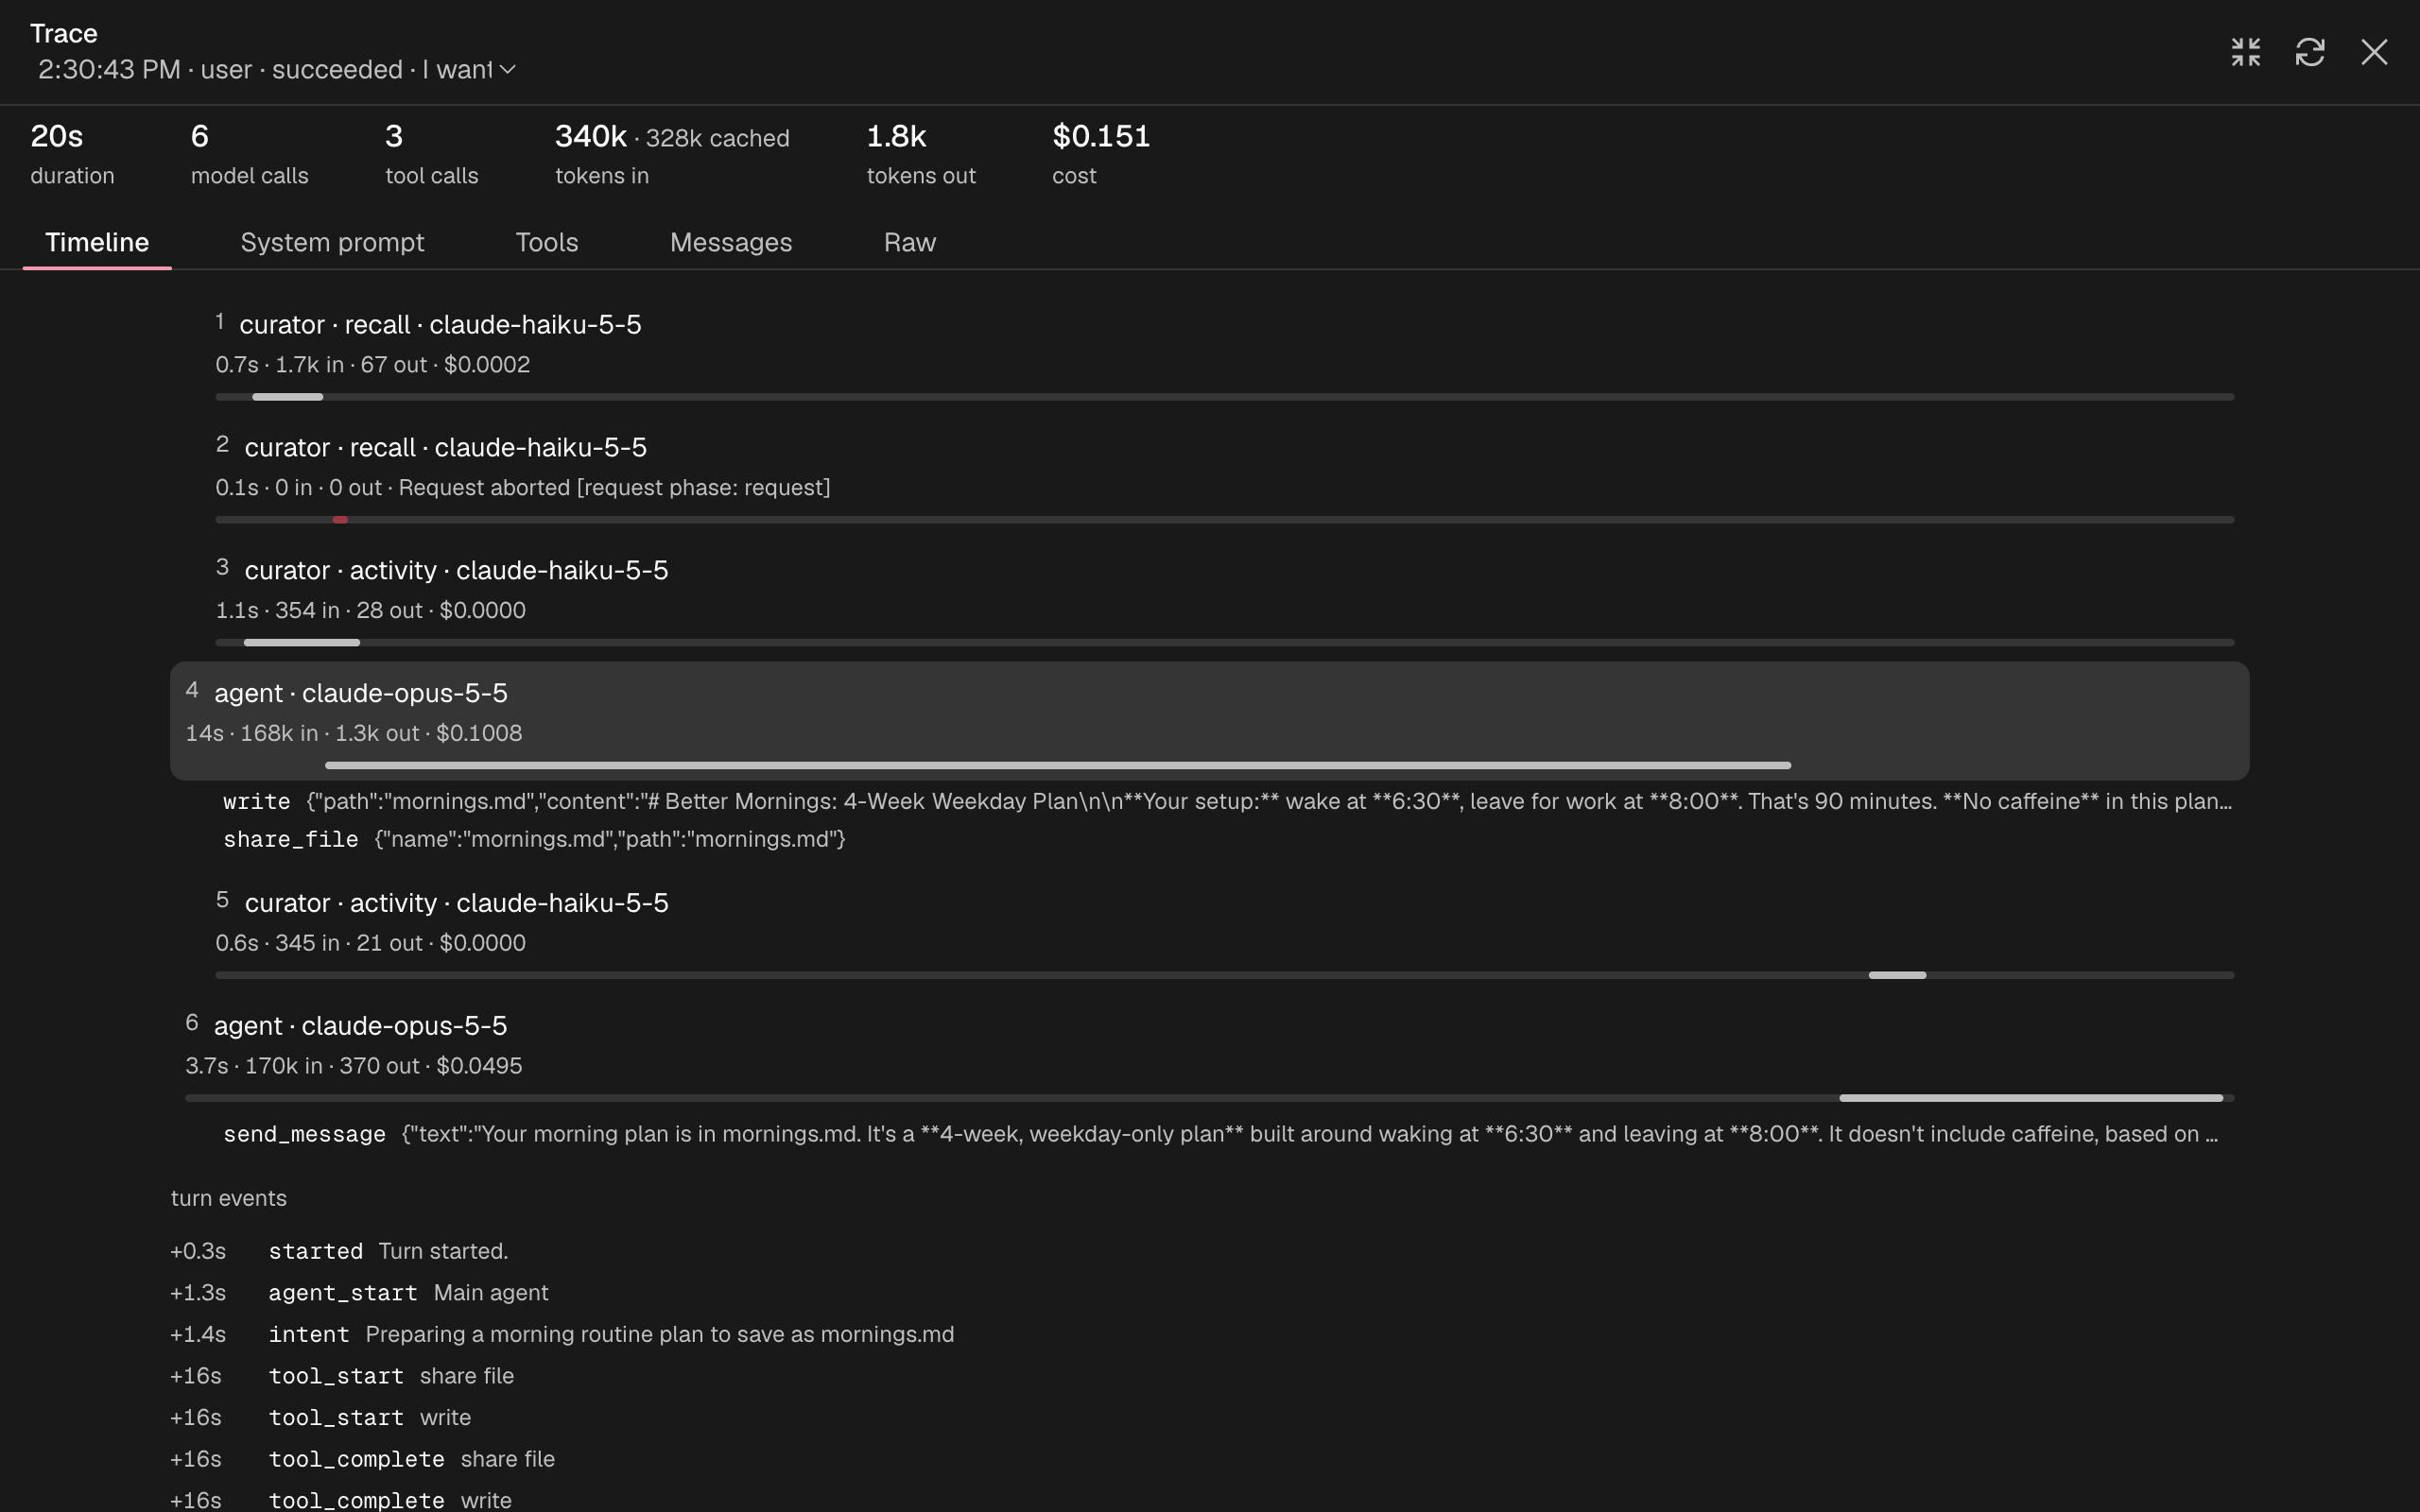 Trace
2:30:43 PM · user · succeeded · I want
20s
duration
6
model calls
3
tool calls
340k · 328k cached
tokens in
1.8k
tokens out
$0.151
cost
Timeline
System prompt
Tools
Messages
Raw
1 curator · recall · claude-haiku-5-5
0.7s · 1.7k in · 67 out · $0.0002
2 curator · recall · claude-haiku-5-5
0.1s · 0 in · 0 out · Request aborted [request phase: request]
3 curator · activity · claude-haiku-5-5
1.1s · 354 in · 28 out · $0.0000
4 agent · claude-opus-5-5
14s · 168k in · 1.3k out · $0.1008
write {"path":"mornings.md","content":"# Better Mornings: 4-Week Weekday Plan\n\n**Your setup:** wake at **6:30**, leave for work at **8:00**. That's 90 minutes. **No caffeine** in this plan…
share_file {"name":"mornings.md","path":"mornings.md"}
5 curator · activity · claude-haiku-5-5
0.6s · 345 in · 21 out · $0.0000
6 agent · claude-opus-5-5
3.7s · 170k in · 370 out · $0.0495
send_message {"text":"Your morning plan is in mornings.md. It's a **4-week, weekday-only plan** built around waking at **6:30** and leaving at **8:00**. It doesn't include caffeine, based on …
turn events
+0.3s started Turn started.
+1.3s agent_start Main agent
+1.4s intent Preparing a morning routine plan to save as mornings.md
+16s tool_start share file
+16s tool_start write
+16s tool_complete share file
+16s tool_complete write